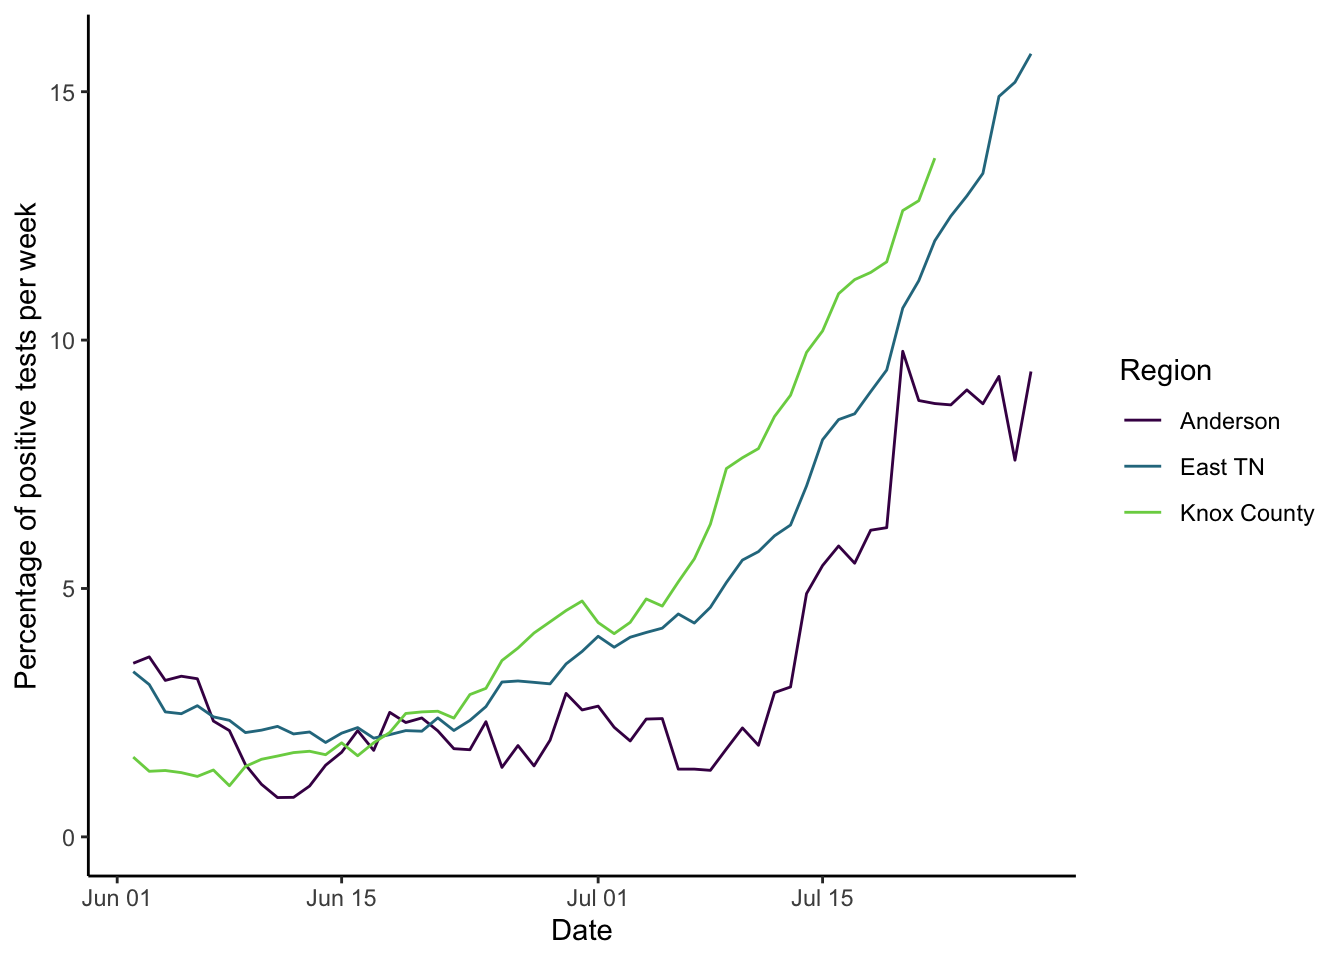 Percentage of positive tests per week
15
10
5
0
Jun 01
Jun 15
Jul 01
Jul 15
Date
Region
Anderson
East TN
Knox County